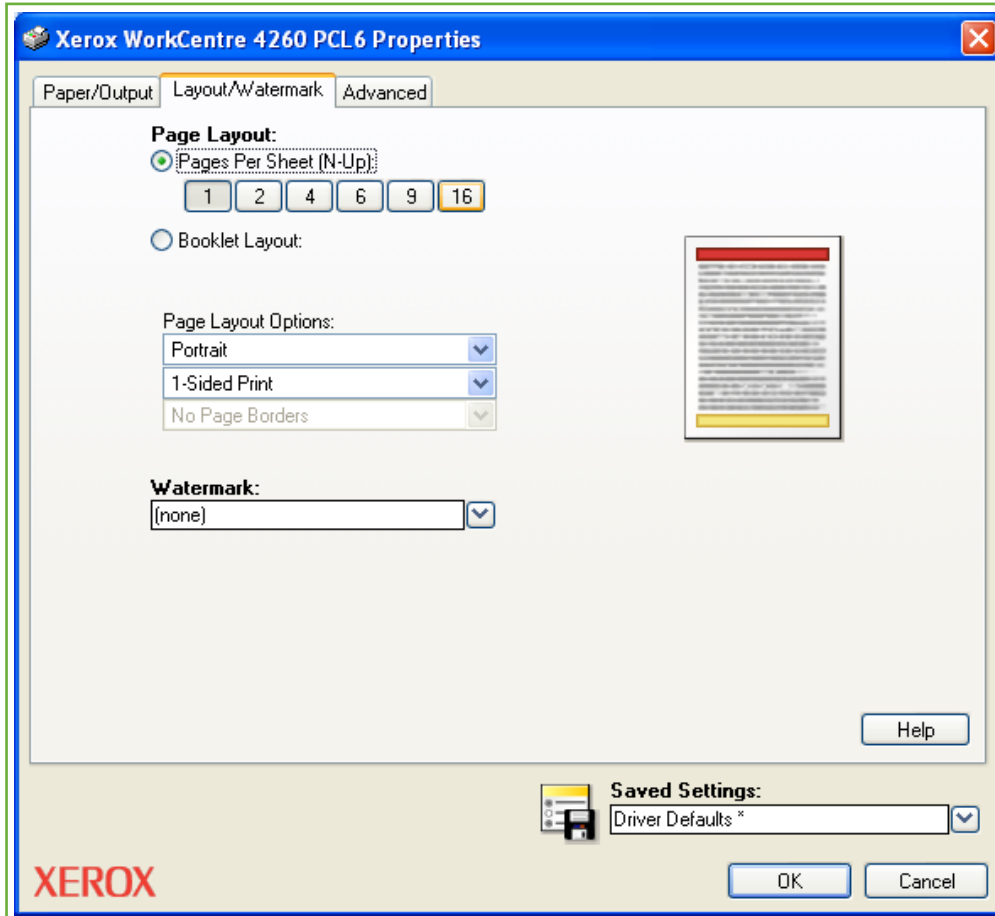 Xerox WorkCentre 4260 PCL6 Properties
Paper/Output Layout/Watermark Advanced
Page Layout:
Pages Per Sheet (N-Up):
1 2 4 6 9 16
Booklet Layout:
Page Layout Options:
Portrait
1-Sided Print
No Page Borders
Watermark:
(none)
Help
Saved Settings:
Driver Defaults *
XEROX
OK Cancel